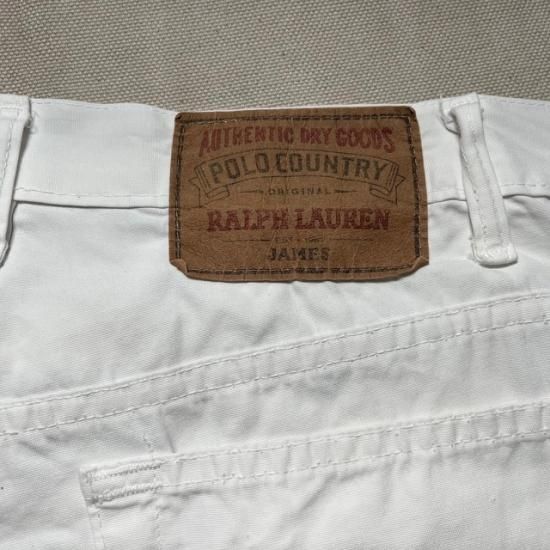 AUTHENTIC DRY GOODS
POLO COUNTRY
ORIGINAL
RALPH LAUREN
JAMES